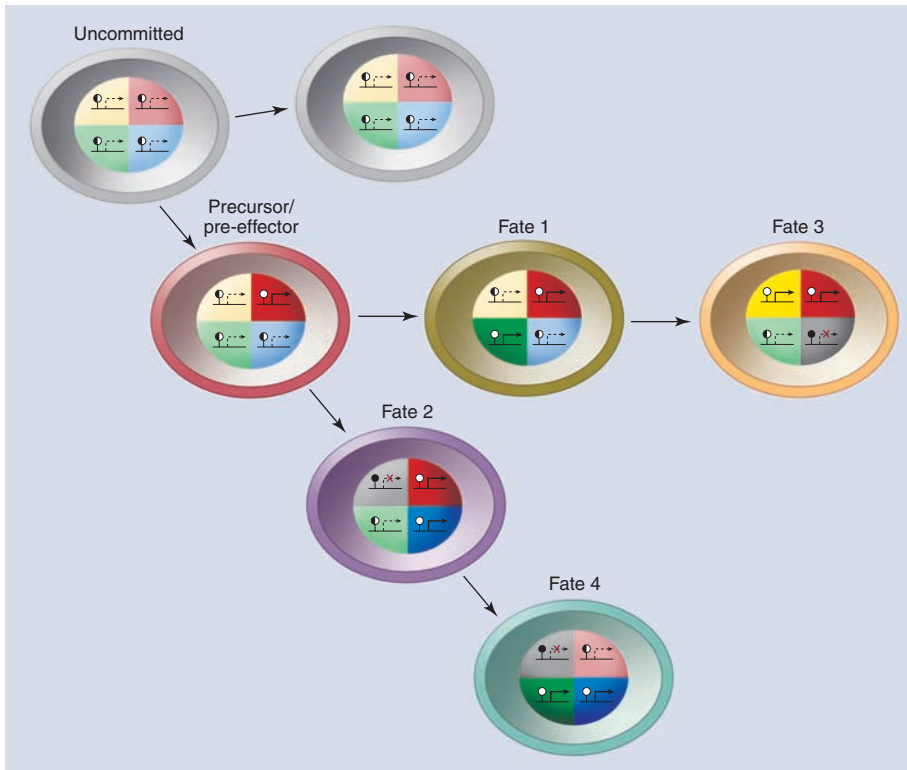 Uncommitted
Precursor/
pre-effector
Fate 1
Fate 3
Fate 2
Fate 4